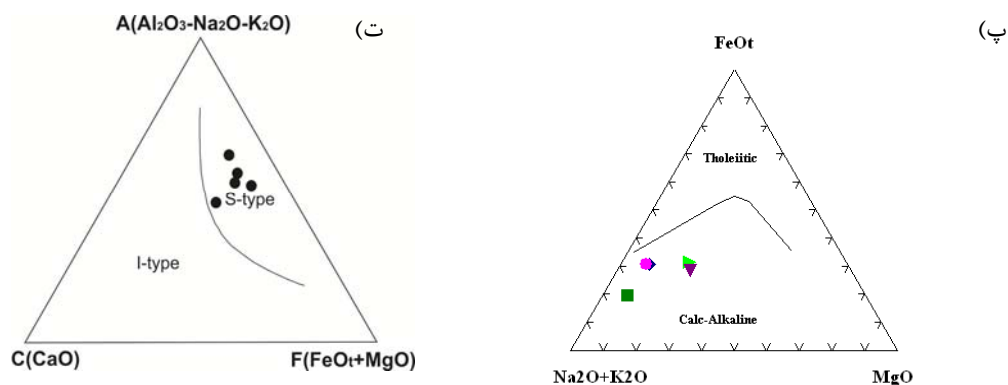 ت)
A(Al2O3-Na2O-K2O)
S-type
I-type
C(CaO)
F(FeOt+MgO)
پ)
FeOt
Tholeiitic
Calc-Alkaline
Na2O+K2O
MgO